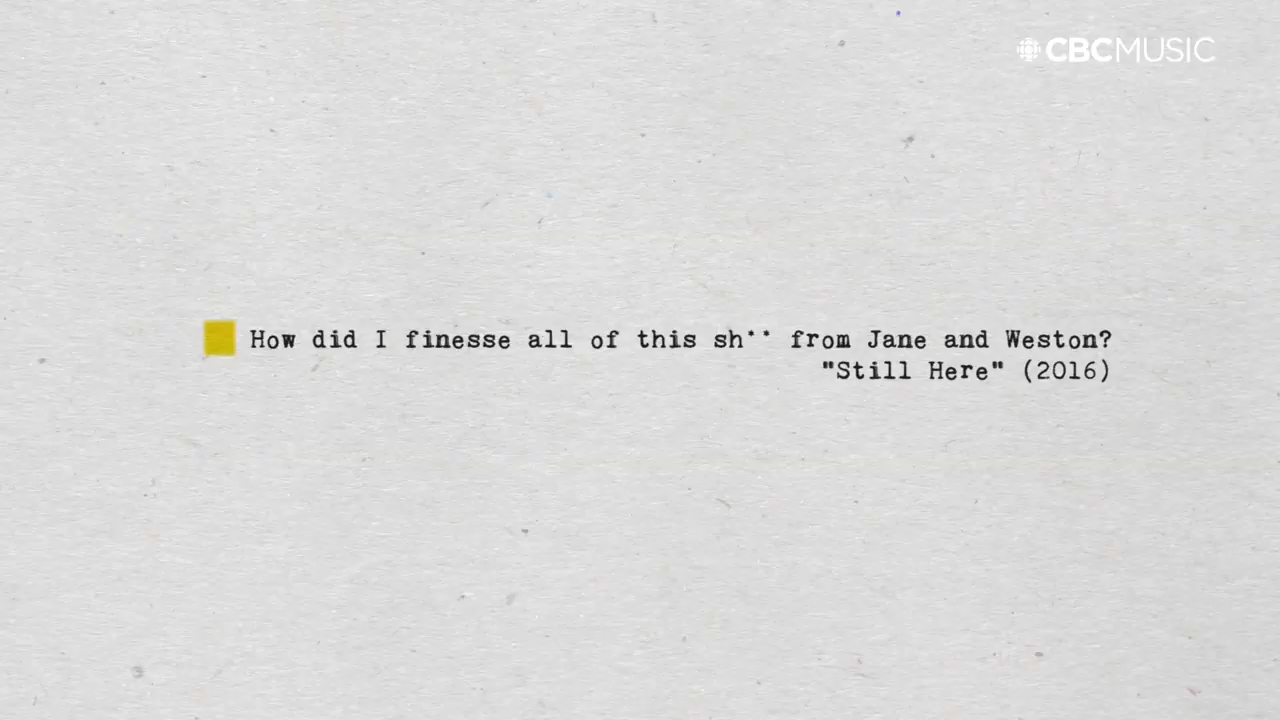 CBCMUSIC
How did I finesse all of this sh** from Jane and Weston?
"Still Here" (2016)